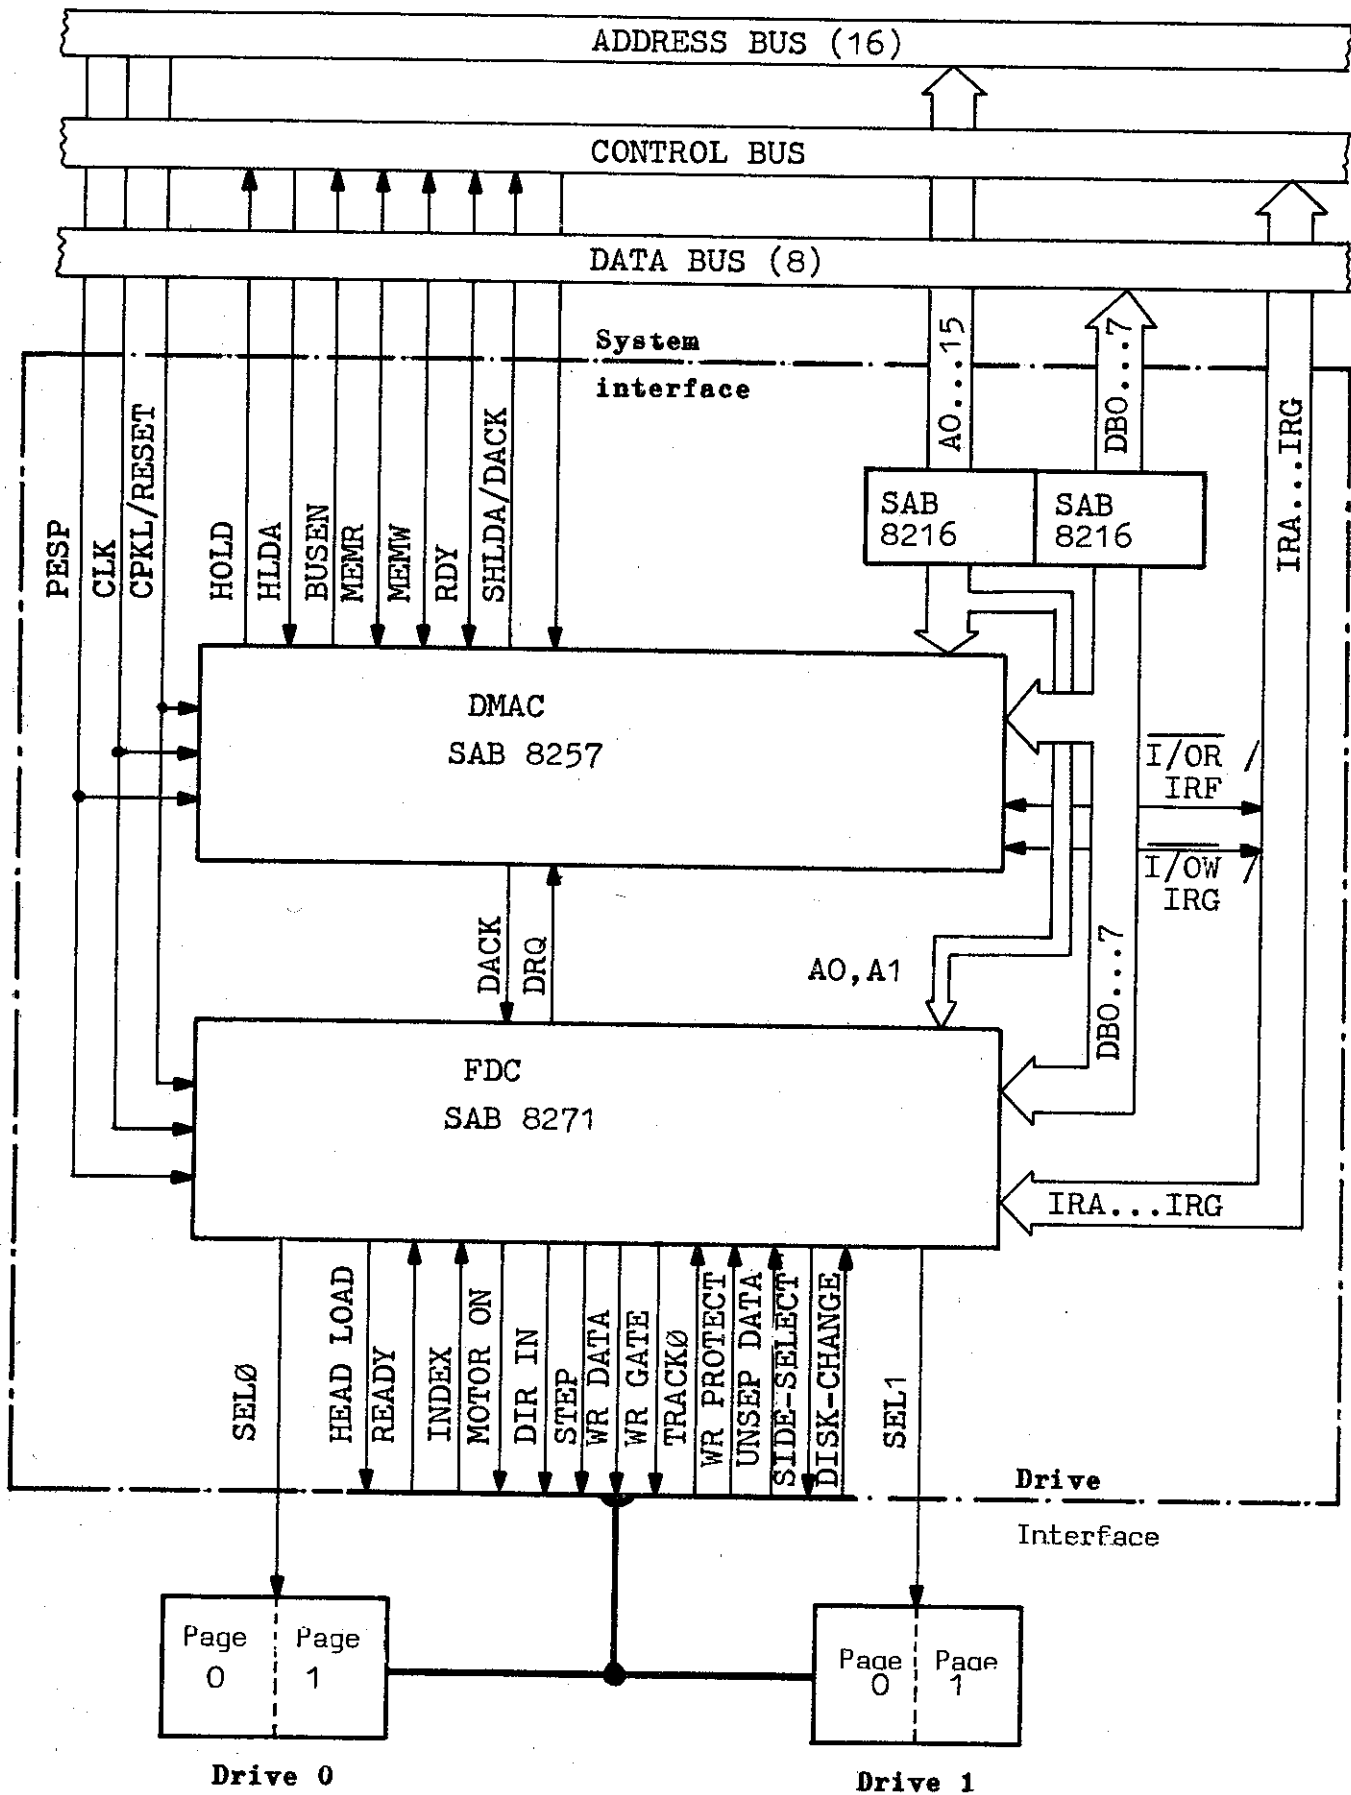 ADDRESS BUS (16)
CONTROL BUS
DATA BUS (8)
System
interface
PESP
CLK
CPKL/RESET
HOLD
HLDA
BUSEN
MEMR
MEMW
RDY
SHLDA/DACK
A0...15
DB0...7
IRA...IRG
SAB
8216
SAB
8216
DMAC
SAB 8257
I/OR /
IRF
I/OW /
IRG
DACK
DRQ
A0,A1
DB0...7
FDC
SAB 8271
IRA...IRG
SELØ
HEAD LOAD
READY
INDEX
MOTOR ON
DIR IN
STEP
WR DATA
WR GATE
TRACKØ
WR PROTECT
UNSEP DATA
SIDE-SELECT
DISK-CHANGE
SEL1
Drive
Interface
Page
0
Page
1
Page
0
Page
1
Drive 0
Drive 1